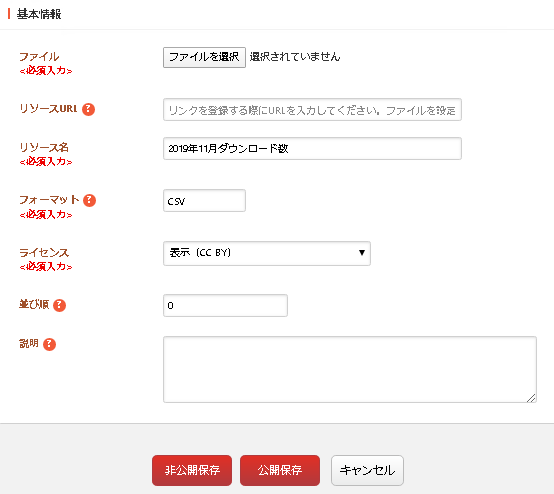 基本情報
ファイル
<必須入力>
ファイルを選択 選択されていません
リソースURL ?
リンクを登録する際にURLを入力してください。ファイルを設定
リソース名
<必須入力>
2019年11月ダウンロード数
フォーマット ?
<必須入力>
CSV
ライセンス
<必須入力>
表示（CC BY）
並び順 ?
0
説明 ?
非公開保存 公開保存 キャンセル